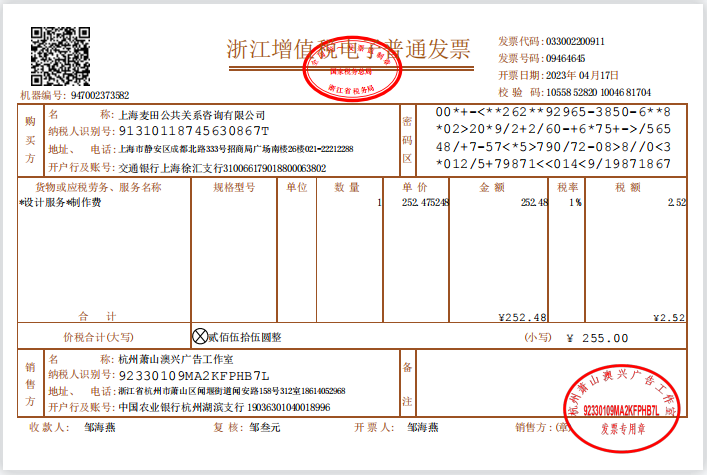 浙江增值税电子普通发票
全国统一发票监制章
国家税务总局
浙江省税务局
发票代码: 033002200911
发票号码: 09464645
开票日期: 2023年 04月17日
校 验 码: 10558 52820 10046 81704
机器编号: 947002373582
购买方
名 称: 上海麦田公共关系咨询有限公司
纳税人识别号: 91310118745630867T
地址、 电话: 上海市静安区成都北路333号招商局广场南楼26楼021-22212288
开户行及账号: 交通银行上海徐汇支行310066179018800063802
密码区
00*+-<**262**92965-3850-6**8
*02>20*9/2+2/60-+6*75+->/565
48/+7-57<*5>790/72-08>8//0<3
*012/5+79871<<014<9/19871867
货物或应税劳务、服务名称 规格型号 单位 数 量 单 价 金 额 税率 税 额
*设计服务*制作费 1 252.475248 252.48 1% 2.52
合 计 ¥252.48 ¥2.52
价税合计(大写) 贰佰伍拾伍圆整 (小写) ¥ 255.00
销售方
名 称: 杭州萧山澳兴广告工作室
纳税人识别号: 92330109MA2KFPHB7L
地址、 电话: 浙江省杭州市萧山区闻堰街道闻安路158号312室18614052968
开户行及账号: 中国农业银行杭州湖滨支行 19036301040018996
备注
收 款 人: 邹海燕 复 核: 邹叁元 开 票 人: 邹海燕 销售方: (章)
杭州萧山澳兴广告工作室
92330109MA2KFPHB7L
发票专用章